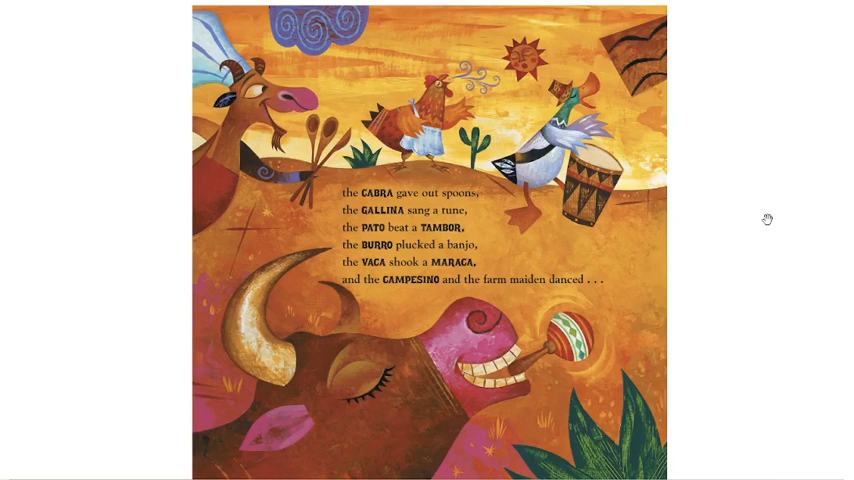 the CABRA gave out spoons,
the GALLINA sang a tune,
the PATO beat a TAMBOR,
the BURRO plucked a banjo,
the VACA shook a MARACA,
and the CAMPESINO and the farm maiden danced . . .